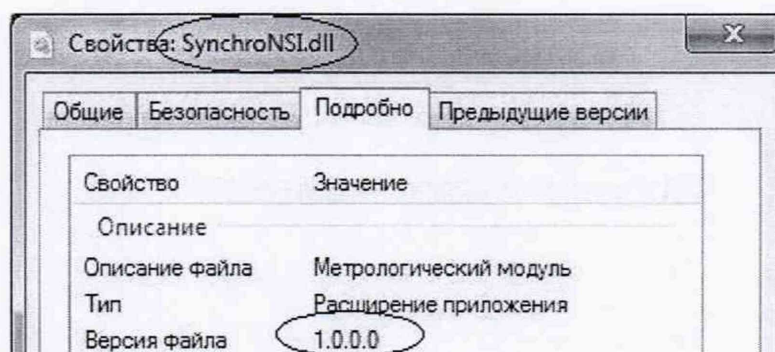 Свойства: SynchroNSI.dll
Общие Безопасность Подробно Предыдущие версии
Свойство Значение
Описание
Описание файла Метрологический модуль
Тип Расширение приложения
Версия файла 1.0.0.0